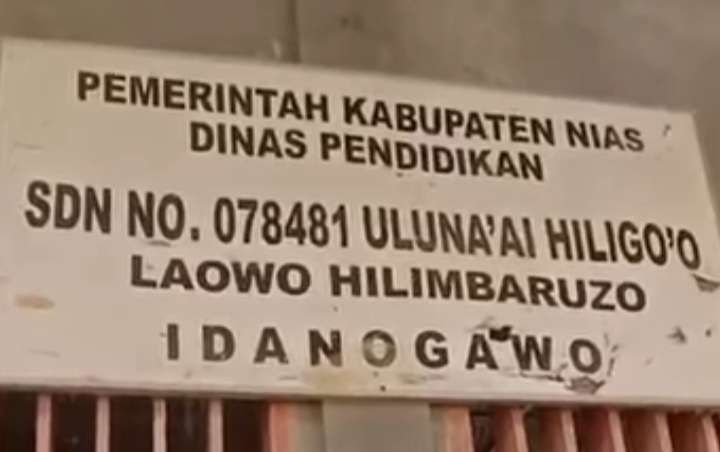 PEMERINTAH KABUPATEN NIAS
DINAS PENDIDIKAN
SDN NO. 078481 ULUNA'AI HILIGO'O
LAOWO HILIMBARUZO
IDANOGAWO